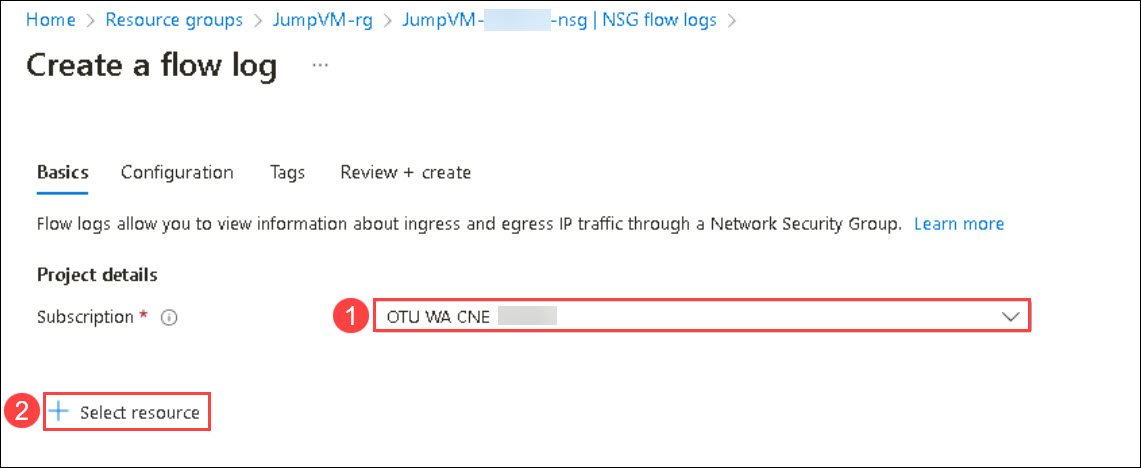 Home > Resource groups > JumpVM-rg > JumpVM- -nsg | NSG flow logs >
Create a flow log ...
Basics Configuration Tags Review + create
Flow logs allow you to view information about ingress and egress IP traffic through a Network Security Group. Learn more
Project details
Subscription * 1 OTU WA CNE
2 + Select resource